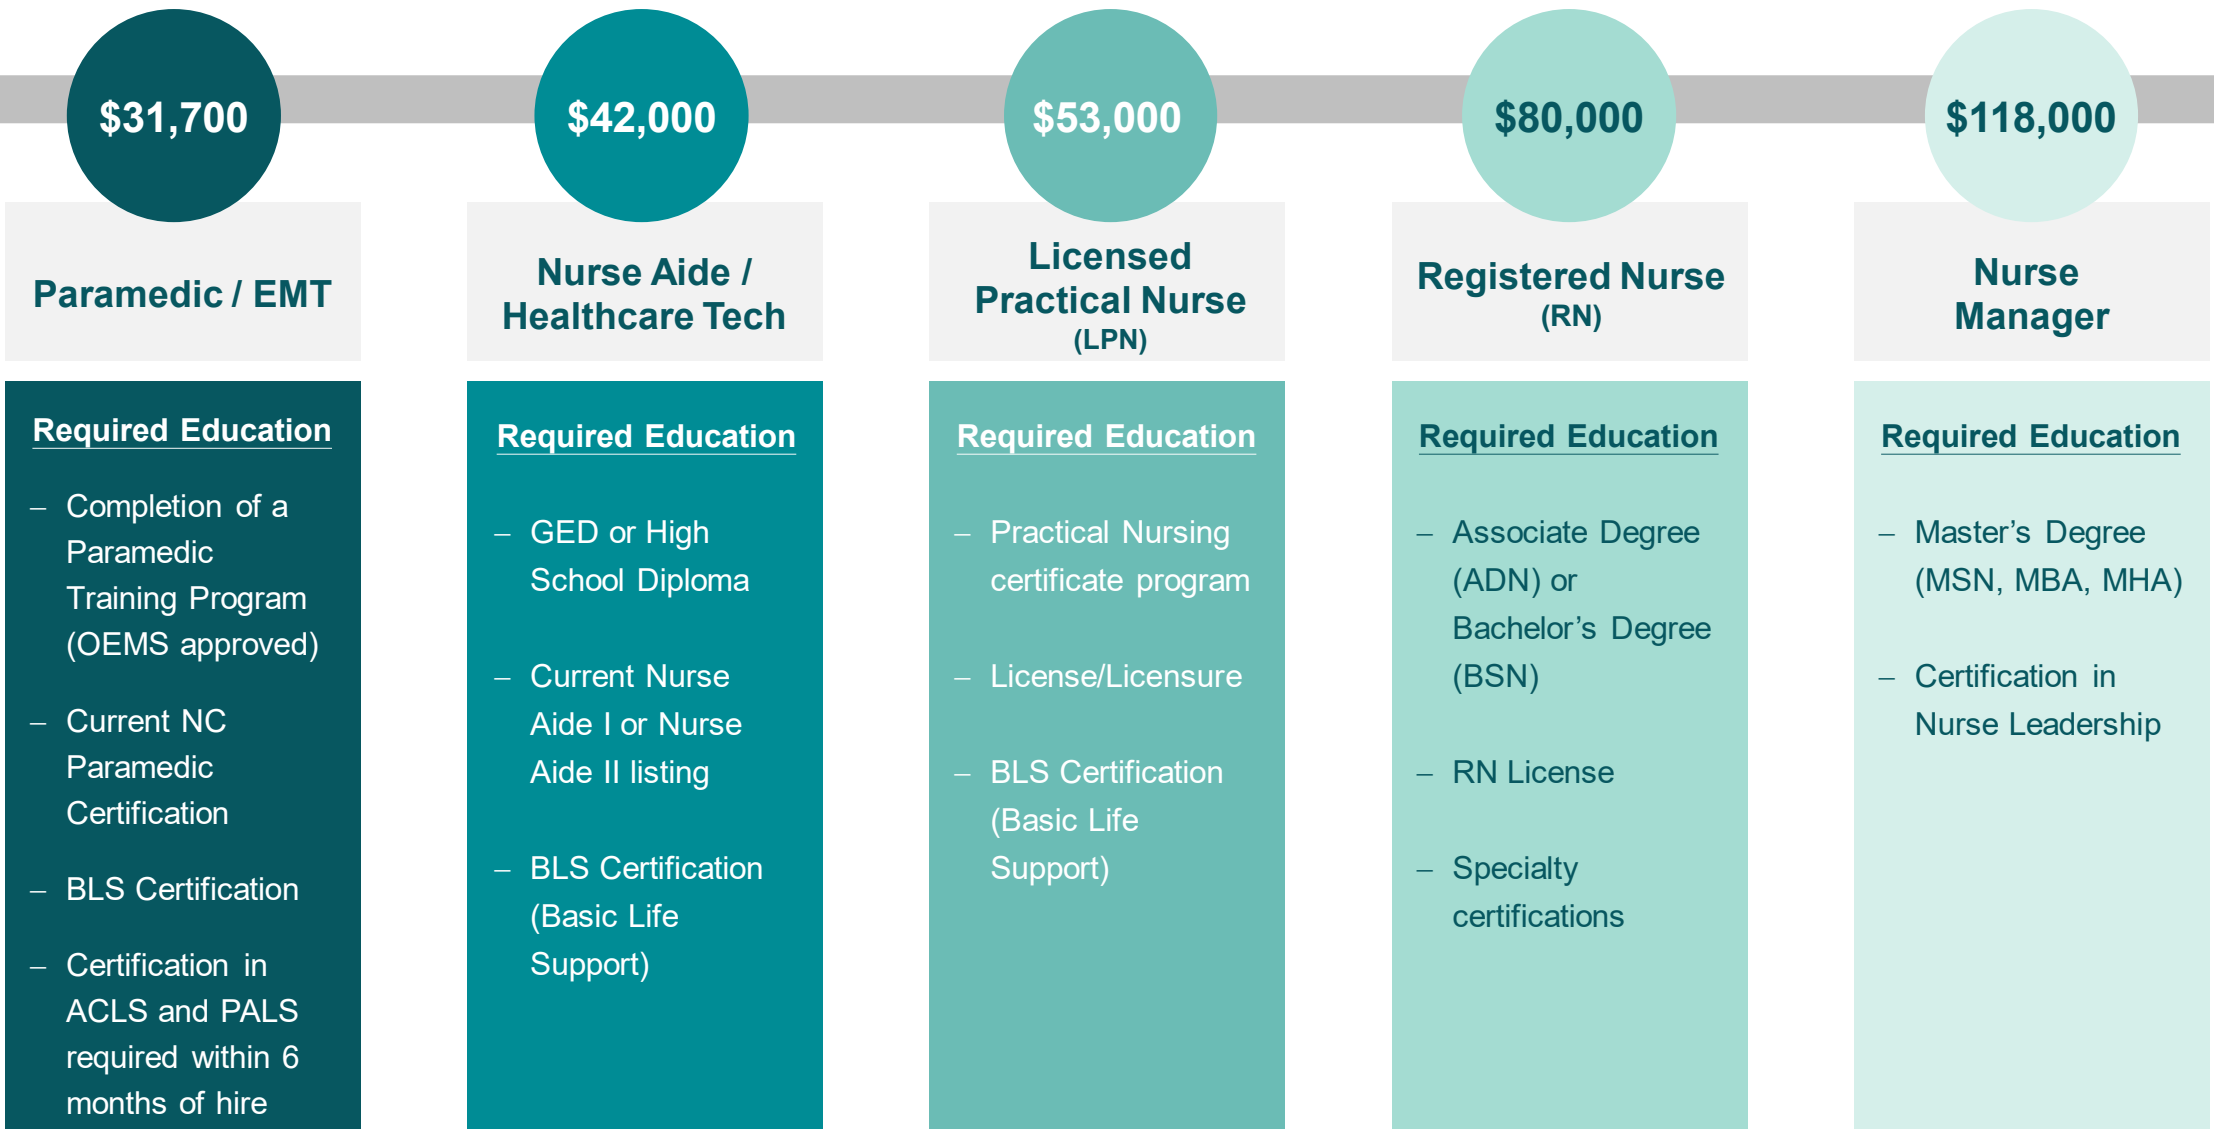 $31,700
$42,000
$53,000
$80,000
$118,000
Paramedic / EMT
Nurse Aide /
Healthcare Tech
Licensed
Practical Nurse
(LPN)
Registered Nurse
(RN)
Nurse
Manager
Required Education
– Completion of a
Paramedic
Training Program
(OEMS approved)
– Current NC
Paramedic
Certification
– BLS Certification
– Certification in
ACLS and PALS
required within 6
months of hire
Required Education
– GED or High
School Diploma
– Current Nurse
Aide I or Nurse
Aide II listing
– BLS Certification
(Basic Life
Support)
Required Education
– Practical Nursing
certificate program
– License/Licensure
– BLS Certification
(Basic Life
Support)
Required Education
– Associate Degree
(ADN) or
Bachelor’s Degree
(BSN)
– RN License
– Specialty
certifications
Required Education
– Master’s Degree
(MSN, MBA, MHA)
– Certification in
Nurse Leadership